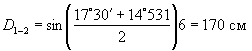 D₁₋₂ = sin((17°30′ + 14°531) / 2)6 = 170 см